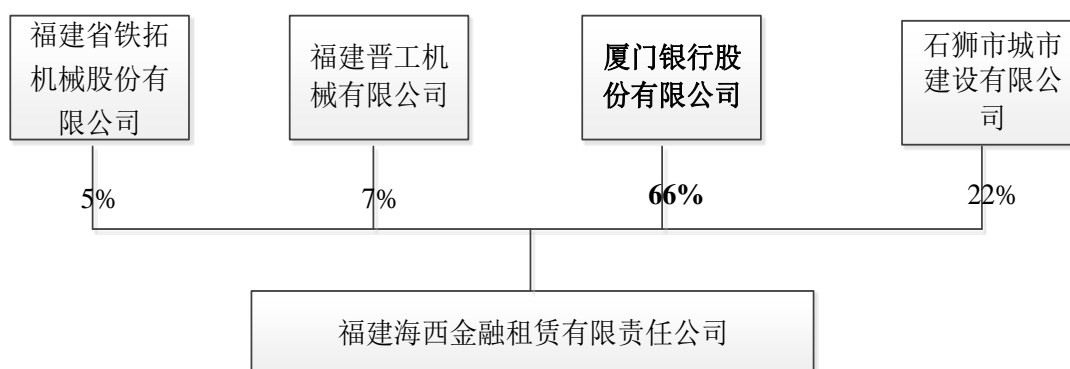 福建省铁拓
机械股份有
限公司
福建晋工机
械有限公司
厦门银行股
份有限公司
石狮市城市
建设有限公
司
5%
7%
66%
22%
福建海西金融租赁有限责任公司